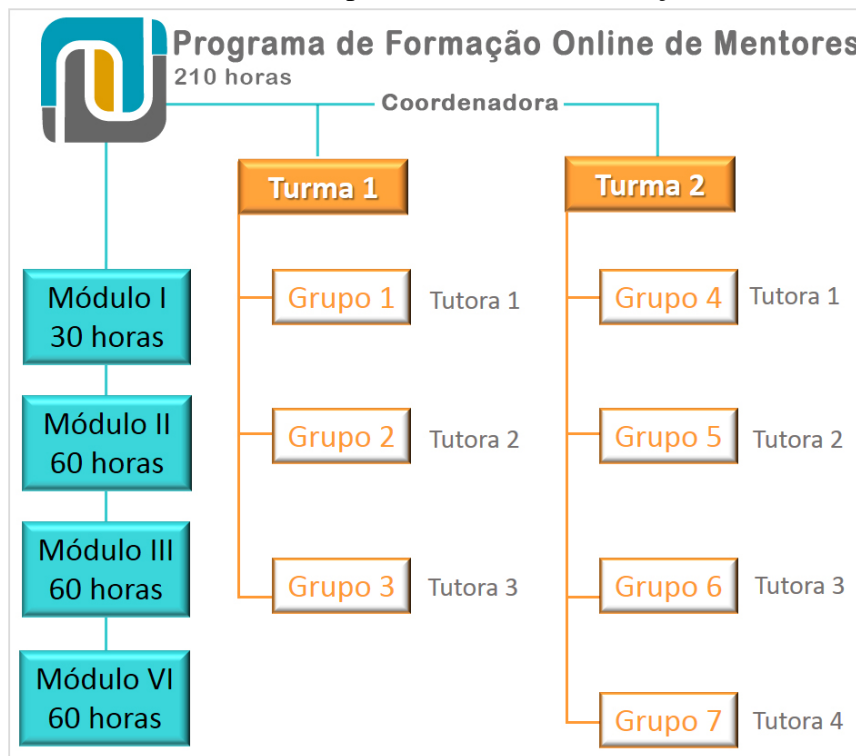 Programa de Formação Online de Mentores
210 horas
Coordenadora
Turma 1
Turma 2
Módulo I
30 horas
Grupo 1
Tutora 1
Grupo 4
Tutora 1
Módulo II
60 horas
Grupo 2
Tutora 2
Grupo 5
Tutora 2
Módulo III
60 horas
Grupo 3
Tutora 3
Grupo 6
Tutora 3
Módulo VI
60 horas
Grupo 7
Tutora 4